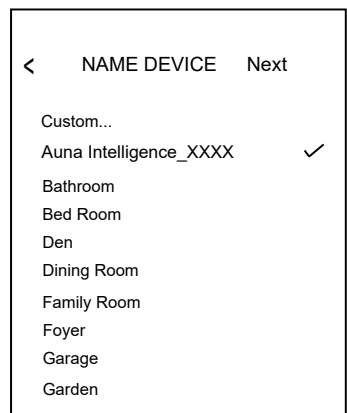 < NAME DEVICE Next
Custom...
Auna Intelligence_XXXX
Bathroom
Bed Room
Den
Dining Room
Family Room
Foyer
Garage
Garden